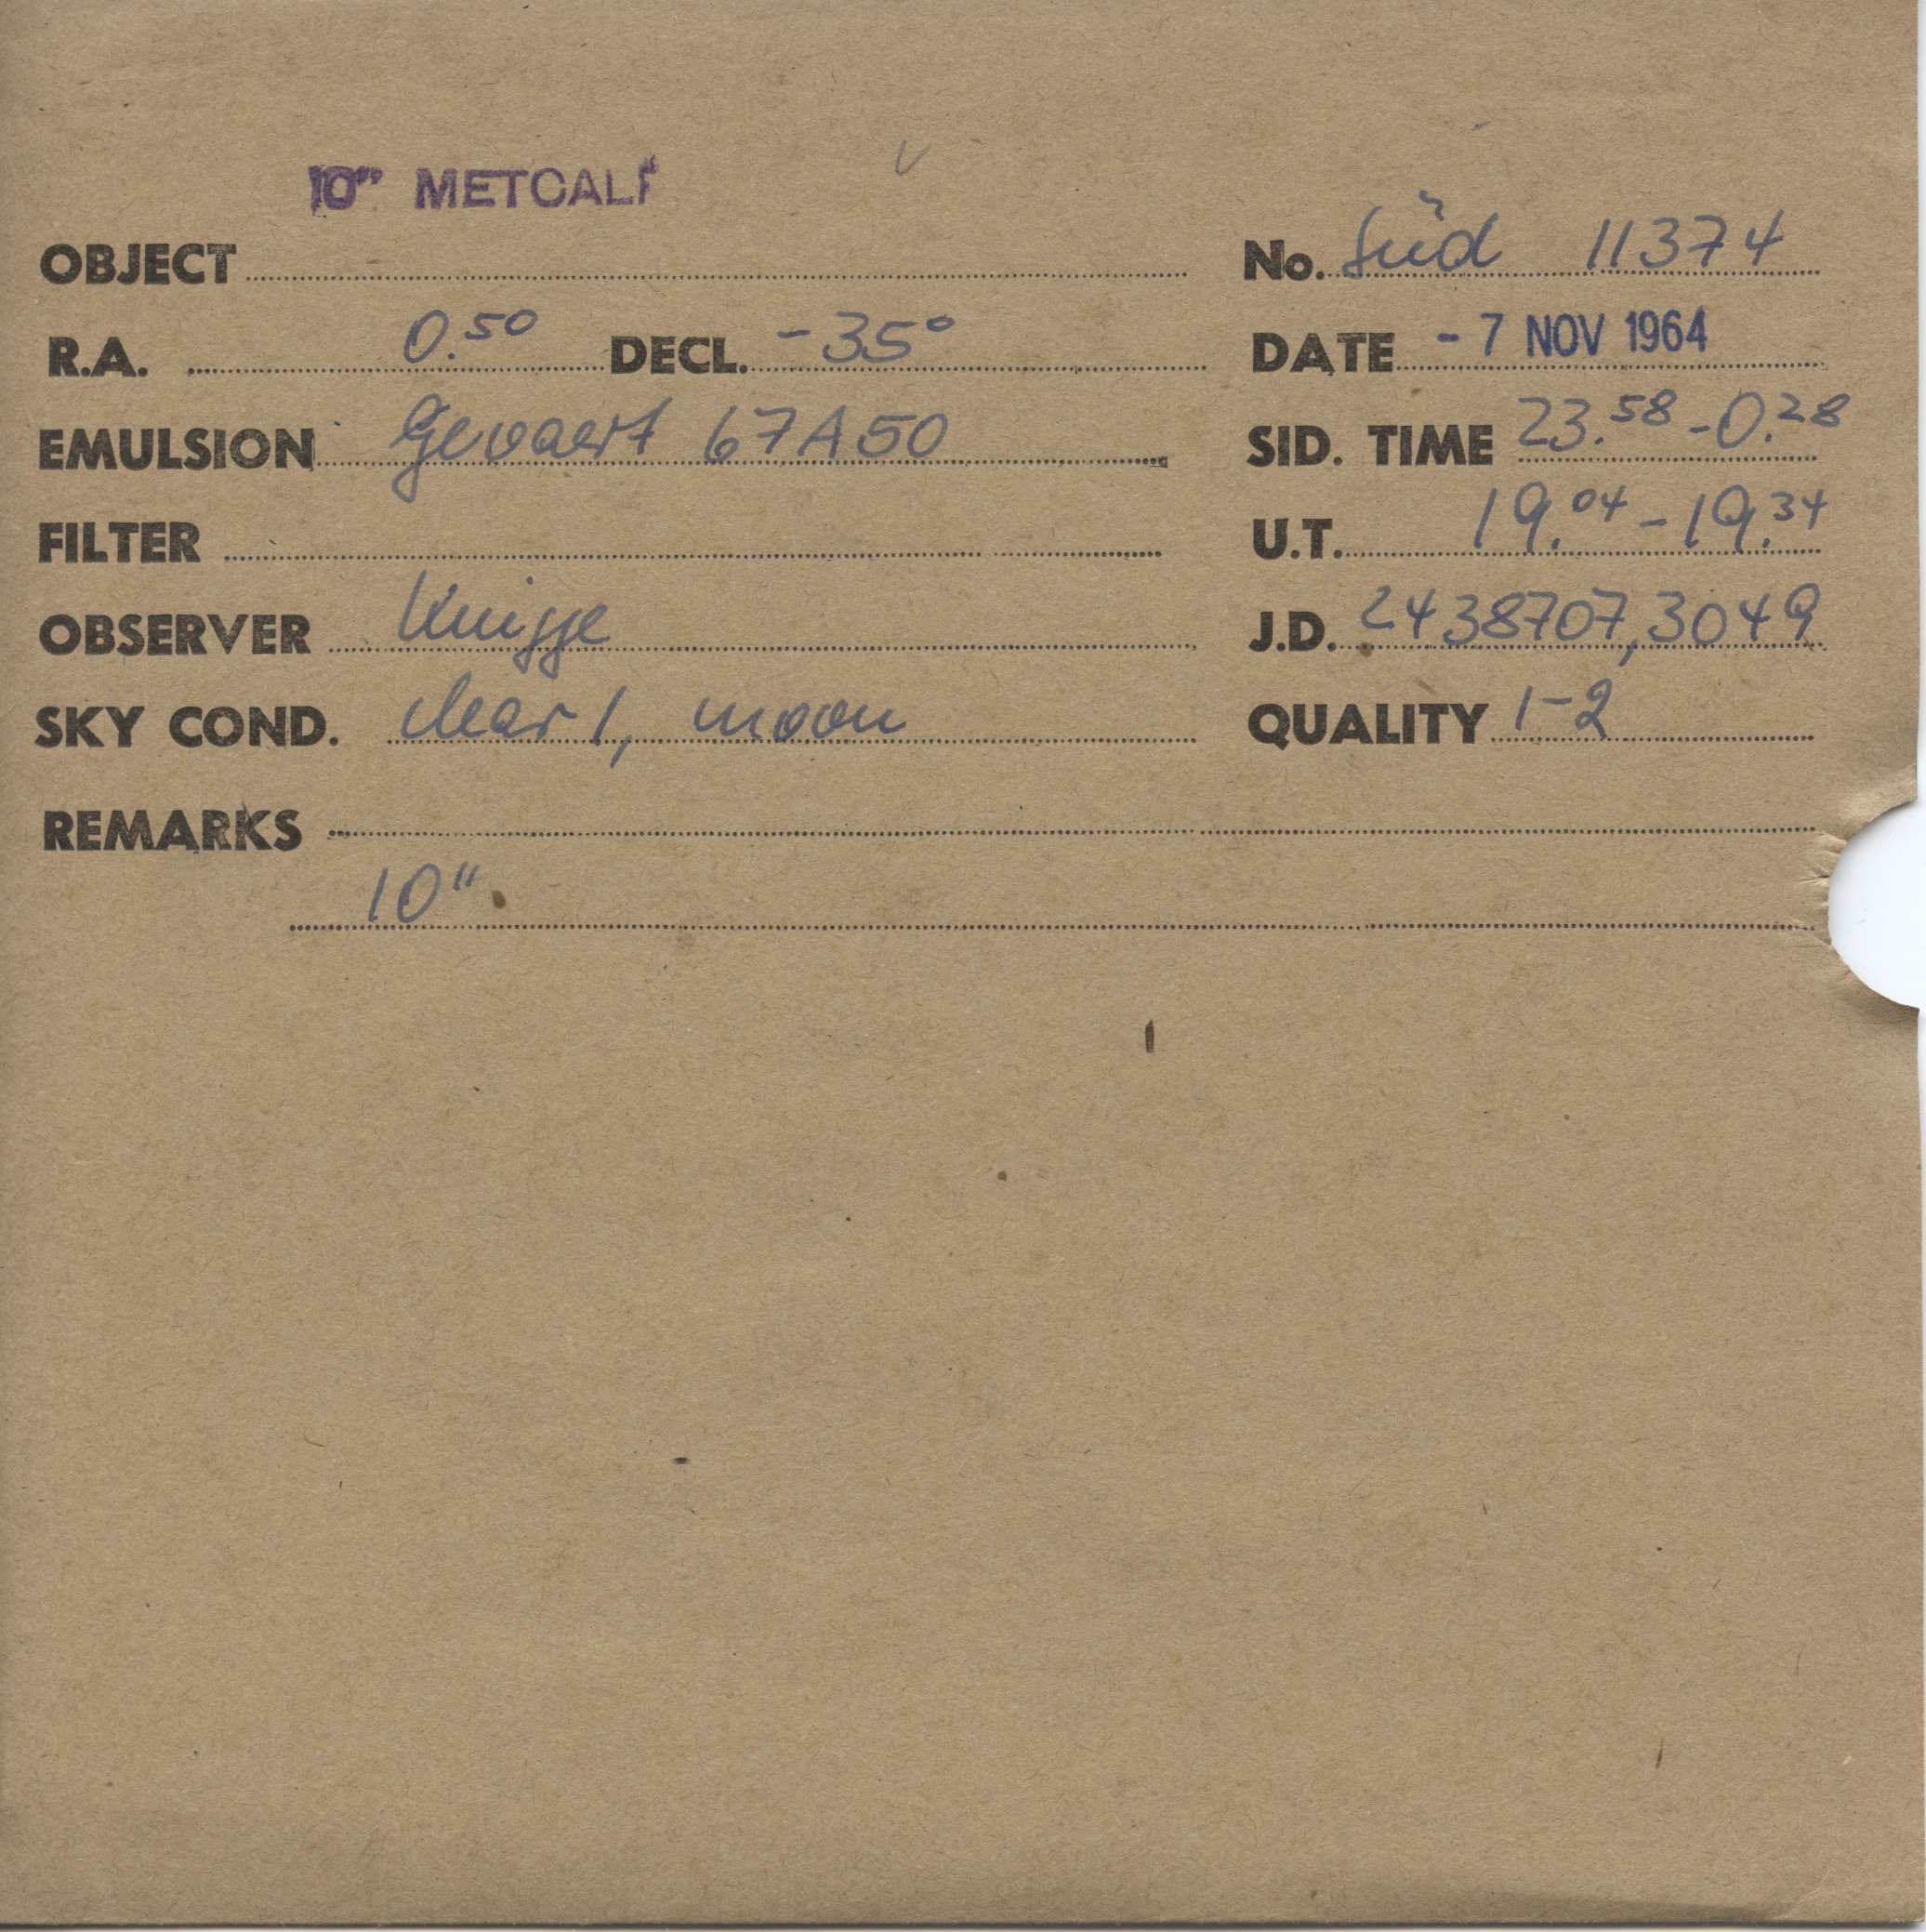 10" METCALF
OBJECT No. Süd 11374
R.A. 0.50 DECL. -35° DATE - 7 NOV 1964
EMULSION Gevaert 67A50 SID. TIME 23.58 - 0.28
FILTER U.T. 19.04 - 19.34
OBSERVER Knigge J.D. 2438707,3049
SKY COND. clear 1, moon QUALITY 1-2
REMARKS
10"